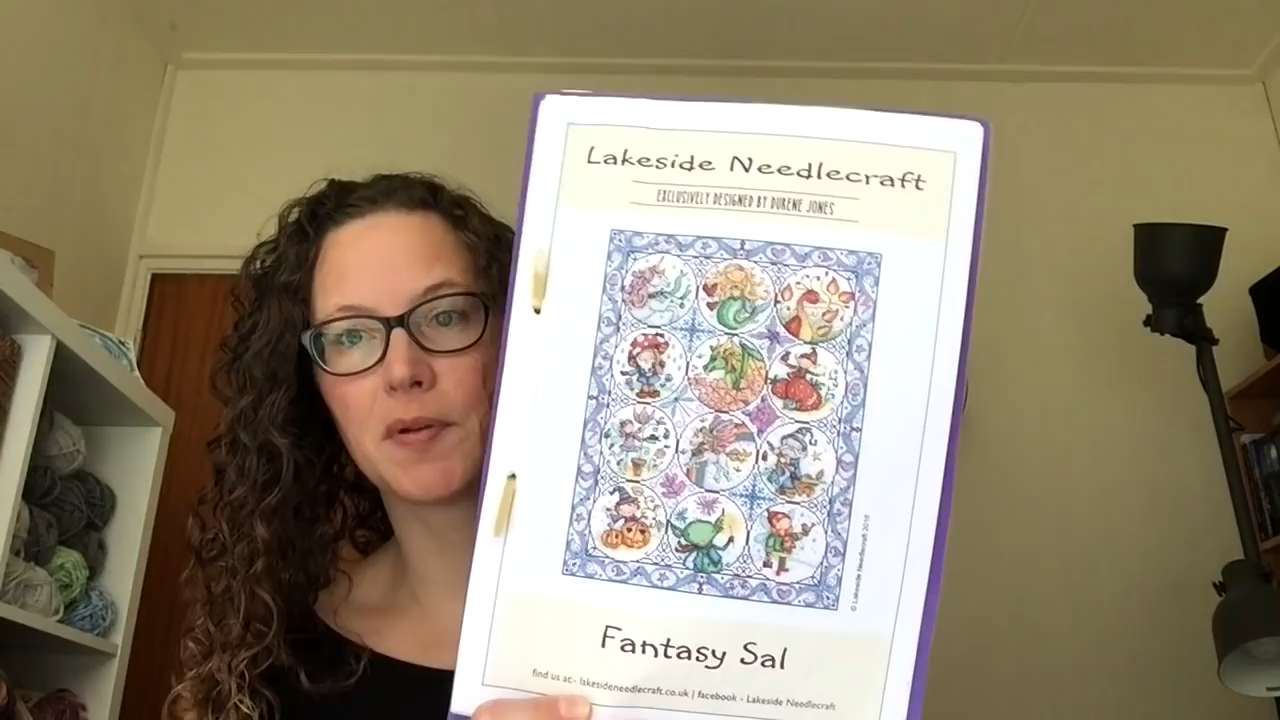 Lakeside Needlecraft
EXCLUSIVELY DESIGNED BY DURENE JONES
© Lakeside Needlecraft 2018
Fantasy Sal
find us at:- lakesideneedlecraft.co.uk | facebook - Lakeside Needlecraft